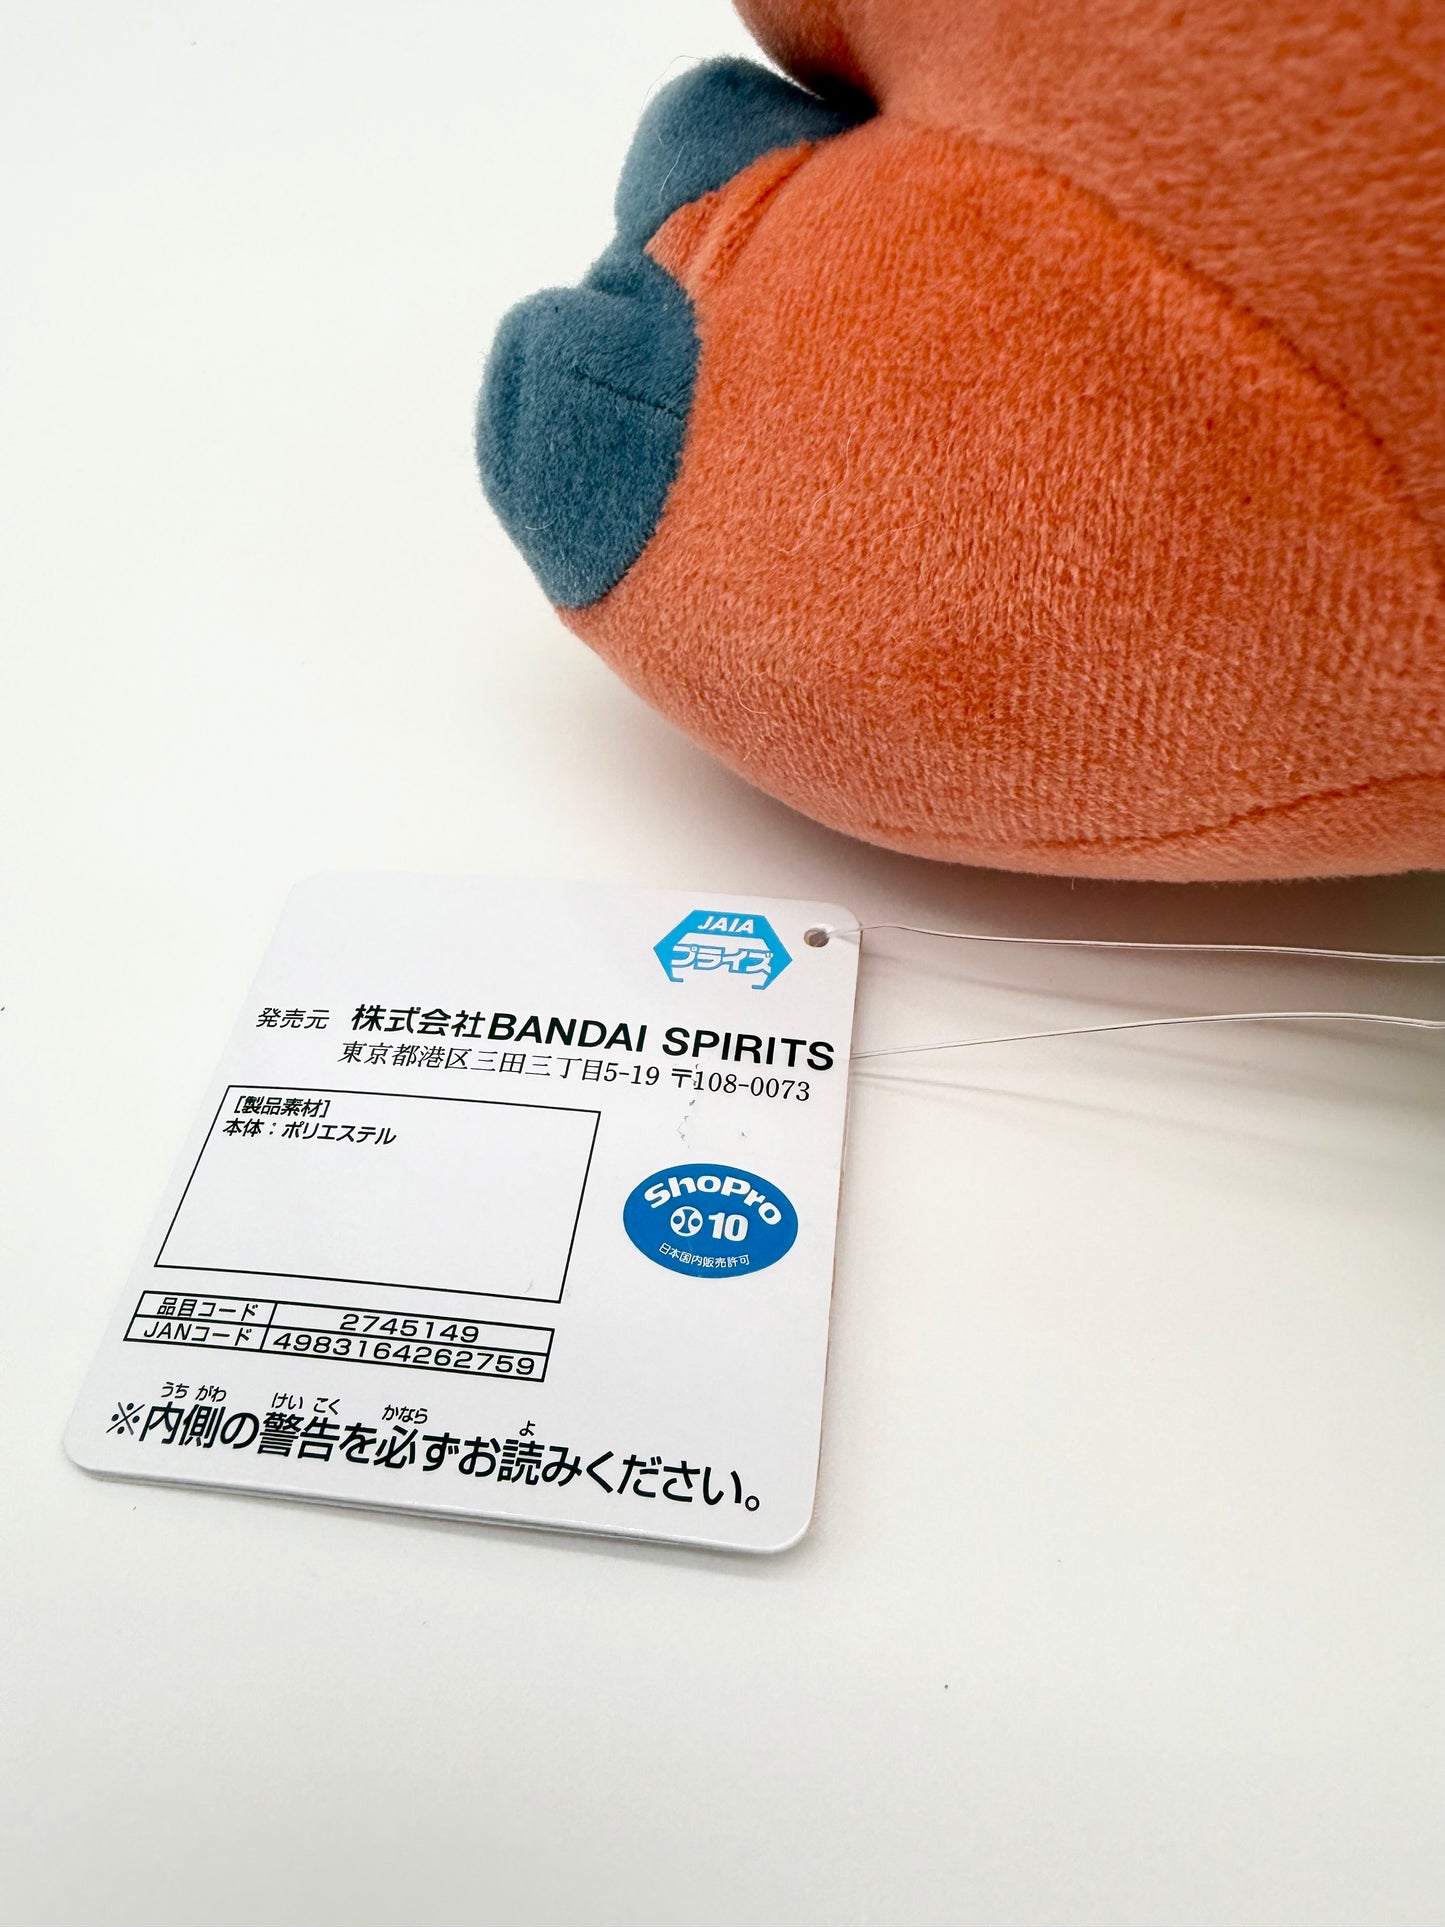 JAIA
プライズ
発売元 株式会社BANDAI SPIRITS
東京都港区三田三丁目5-19 〒108-0073
[製品素材]
本体：ポリエステル
ShoPro
10
日本国内販売許可
品目コード 2745149
JANコード 4983164262759
うち がわ けい こく かなら よ
※内側の警告を必ずお読みください。